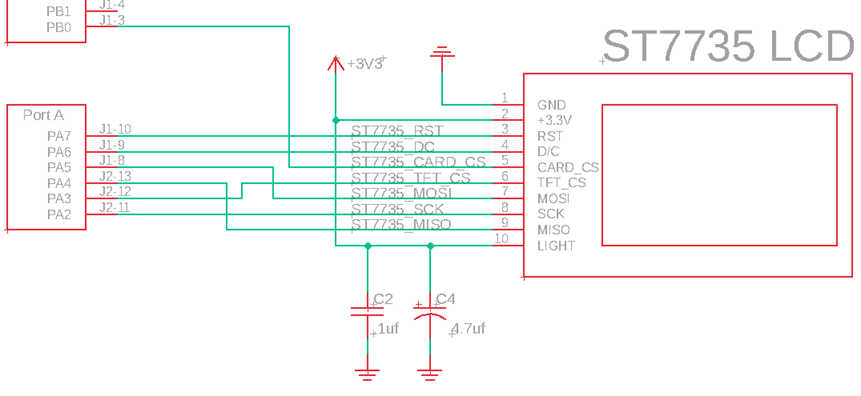 PB1 J1-4
PB0 J1-3
ST7735 LCD
+3V3
Port A
PA7 J1-10
PA6 J1-9
PA5 J1-8
PA4 J2-13
PA3 J2-12
PA2 J2-11
ST7735_RST
ST7735_DC
ST7735_CARD_CS
ST7735_TFT_CS
ST7735_MOSI
ST7735_SCK
ST7735_MISO
1 GND
2 +3.3V
3 RST
4 D/C
5 CARD_CS
6 TFT_CS
7 MOSI
8 SCK
9 MISO
10 LIGHT
C2
1uf
C4
4.7uf